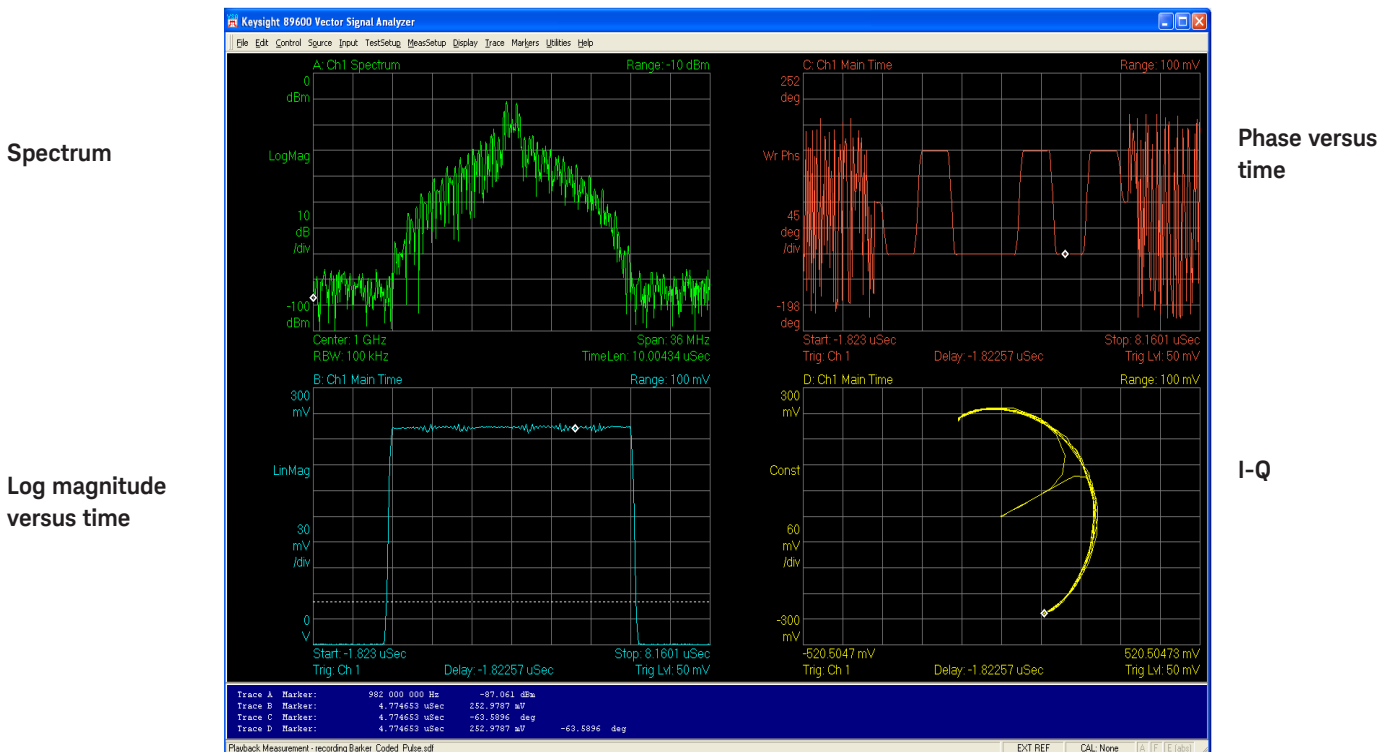 Keysight 89600 Vector Signal Analyzer
File Edit Control Source Input TestSetup MeasSetup Display Trace Markers Utilities Help
Spectrum
A: Ch1 Spectrum
Range: -10 dBm
0
dBm
LogMag
10
dB
/div
-100
dBm
Center: 1 GHz
Span: 36 MHz
RBW: 100 kHz
TimeLen: 10.00434 uSec
C: Ch1 Main Time
Range: 100 mV
252
deg
Wr Phs
45
deg
/div
-198
deg
Start: -1.823 uSec
Stop: 8.1601 uSec
Trig: Ch 1
Delay: -1.82257 uSec
Trig Lvl: 50 mV
Phase versus
time
Log magnitude
versus time
B: Ch1 Main Time
Range: 100 mV
300
mV
LinMag
30
mV
/div
0
V
Start: -1.823 uSec
Stop: 8.1601 uSec
Trig: Ch 1
Delay: -1.82257 uSec
Trig Lvl: 50 mV
D: Ch1 Main Time
Range: 100 mV
300
mV
Const
60
mV
/div
-300
mV
-520.5047 mV
520.50473 mV
Trig: Ch 1
Delay: -1.82257 uSec
Trig Lvl: 50 mV
I-Q
Trace A Marker: 982 000 000 Hz -87.061 dBm
Trace B Marker: 4.774653 uSec 252.9787 mV
Trace C Marker: 4.774653 uSec -63.5896 deg
Trace D Marker: 4.774653 uSec 252.9787 mV -63.5896 deg
Playback Measurement - recording Barker_Coded_Pulse.sdf
EXT REF
CAL: None
A F E (abs)